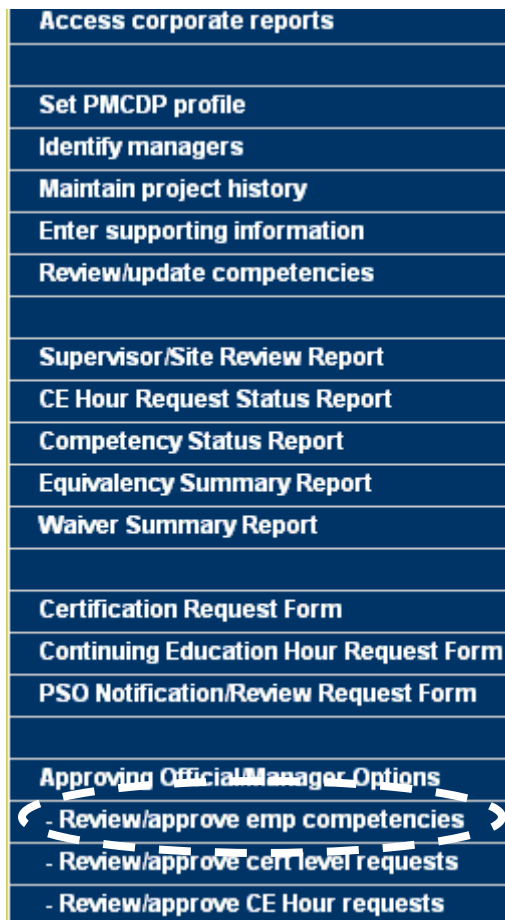 Access corporate reports
Set PMCDP profile
Identify managers
Maintain project history
Enter supporting information
Review/update competencies
Supervisor/Site Review Report
CE Hour Request Status Report
Competency Status Report
Equivalency Summary Report
Waiver Summary Report
Certification Request Form
Continuing Education Hour Request Form
PSO Notification/Review Request Form
Approving Official/Manager Options
- Review/approve emp competencies
- Review/approve cert level requests
- Review/approve CE Hour requests